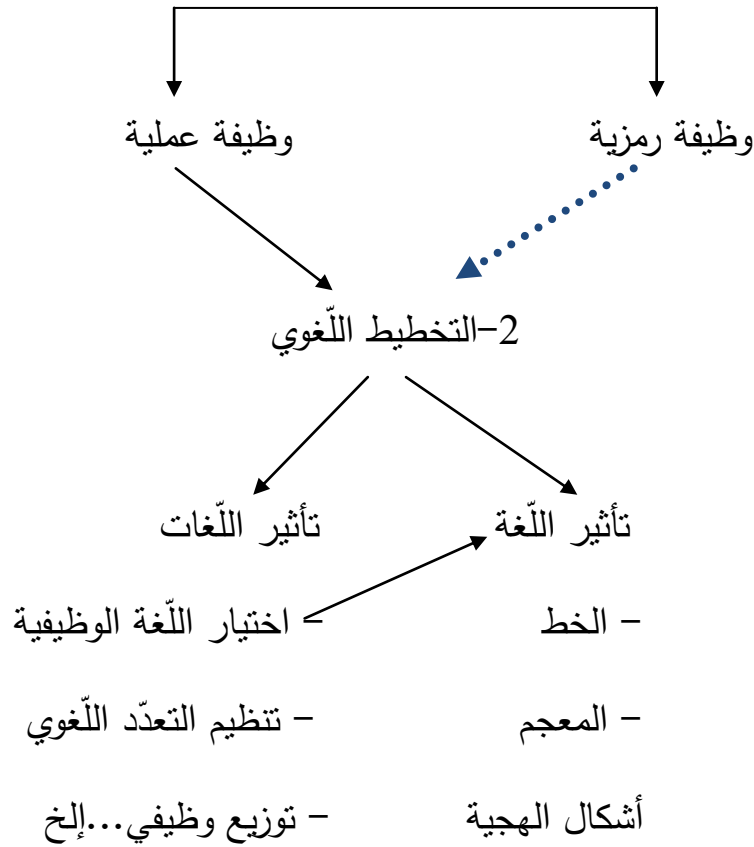 وظيفة رمزية
وظيفة عملية
2-التخطيط اللّغوي
تأثير اللّغة
تأثير اللّغات
- الخط
- اختيار اللّغة الوظيفية
- المعجم
- تنظيم التعدّد اللّغوي
أشكال الهجية
- توزيع وظيفي...إلخ